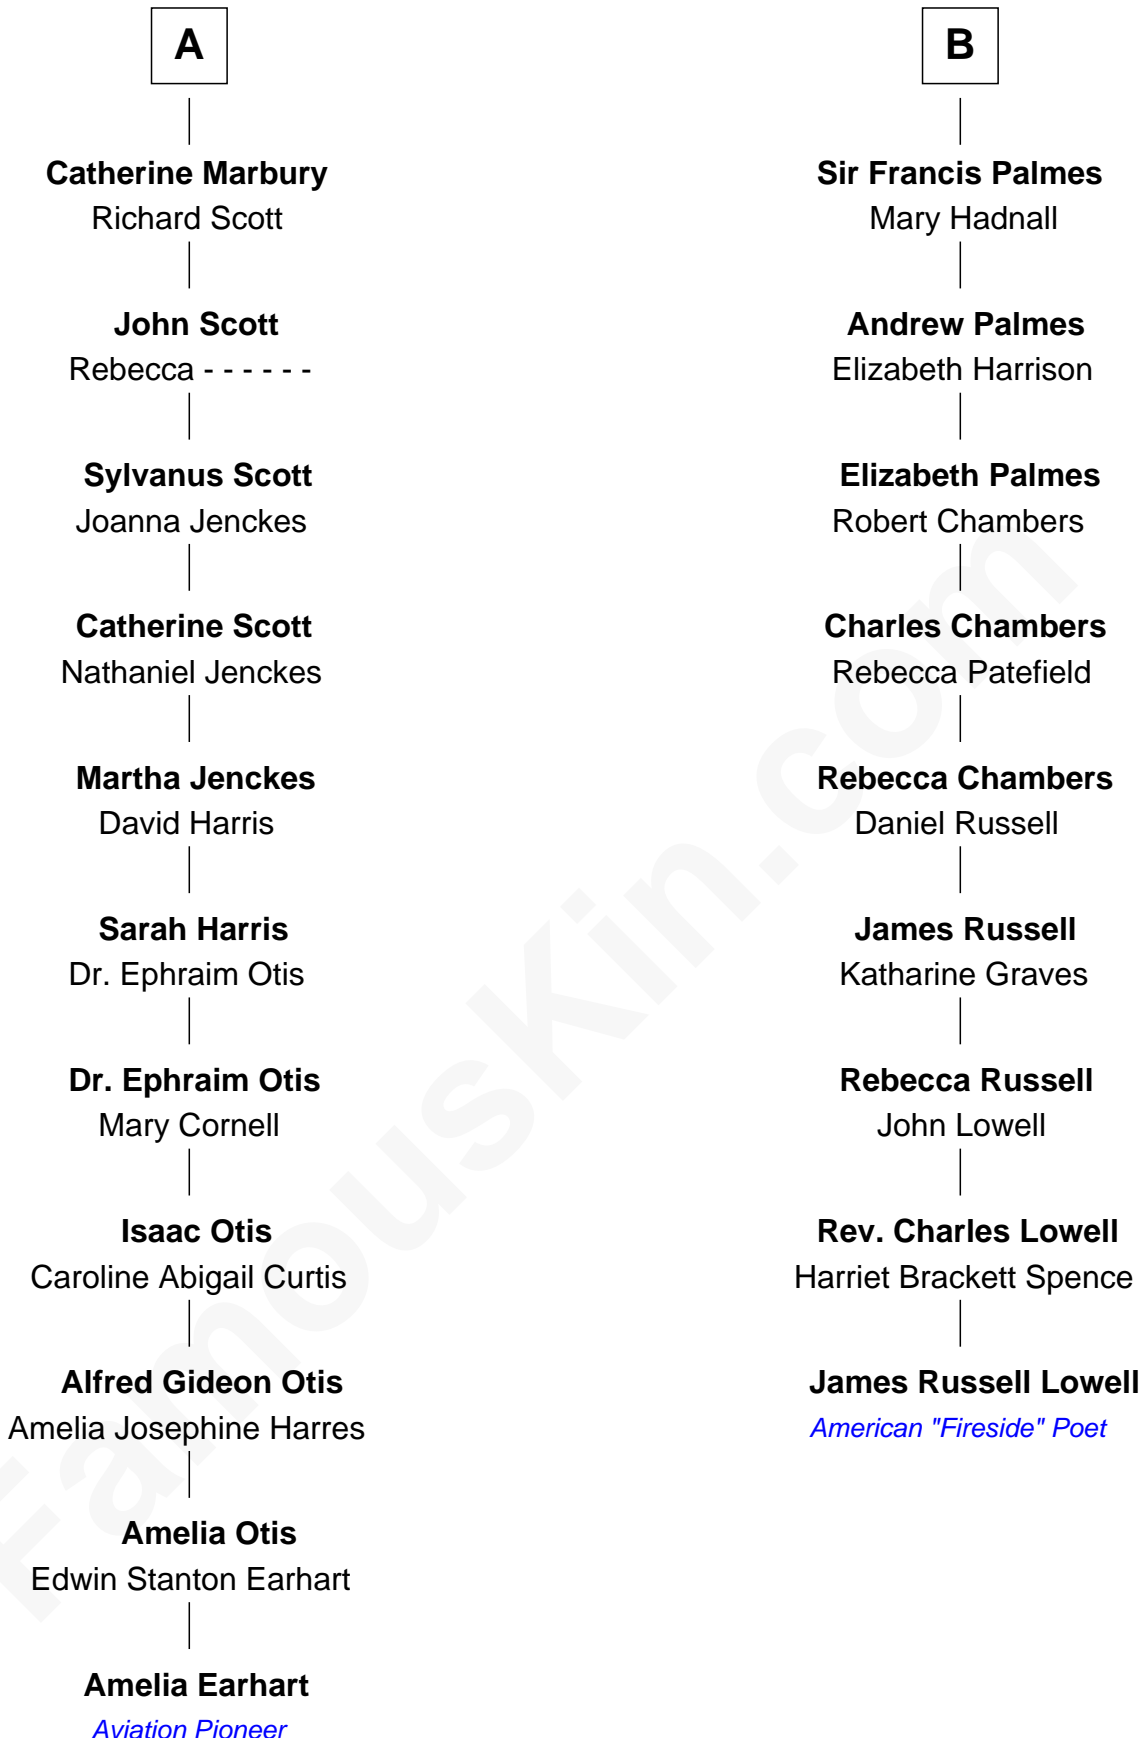 A
Catherine Marbury
Richard Scott
John Scott
Rebecca - - - - - -
Sylvanus Scott
Joanna Jenckes
Catherine Scott
Nathaniel Jenckes
Martha Jenckes
David Harris
Sarah Harris
Dr. Ephraim Otis
Dr. Ephraim Otis
Mary Cornell
Isaac Otis
Caroline Abigail Curtis
Alfred Gideon Otis
Amelia Josephine Harres
Amelia Otis
Edwin Stanton Earhart
Amelia Earhart
Aviation Pioneer
B
Sir Francis Palmes
Mary Hadnall
Andrew Palmes
Elizabeth Harrison
Elizabeth Palmes
Robert Chambers
Charles Chambers
Rebecca Patefield
Rebecca Chambers
Daniel Russell
James Russell
Katharine Graves
Rebecca Russell
John Lowell
Rev. Charles Lowell
Harriet Brackett Spence
James Russell Lowell
American "Fireside" Poet
FamousKin.com